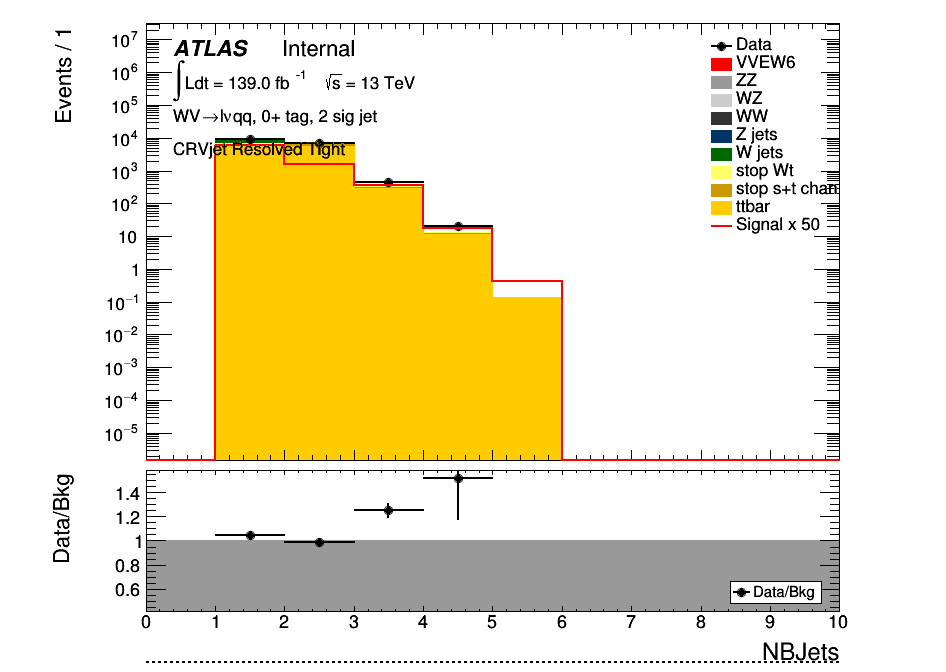 Events / 1
10⁷
10⁶
10⁵
10⁴
10³
10²
10
1
10⁻¹
10⁻²
10⁻³
10⁻⁴
10⁻⁵
ATLAS Internal
∫Ldt = 139.0 fb⁻¹ √s = 13 TeV
WV→lνqq, 0+ tag, 2 sig jet
CRVjet Resolved Tight
Data
VVEW6
ZZ
WZ
WW
Z jets
W jets
stop Wt
stop s+t chan
ttbar
Signal x 50
Data/Bkg
1.4
1.2
1
0.8
0.6
Data/Bkg
0 1 2 3 4 5 6 7 8 9 10
NBJets